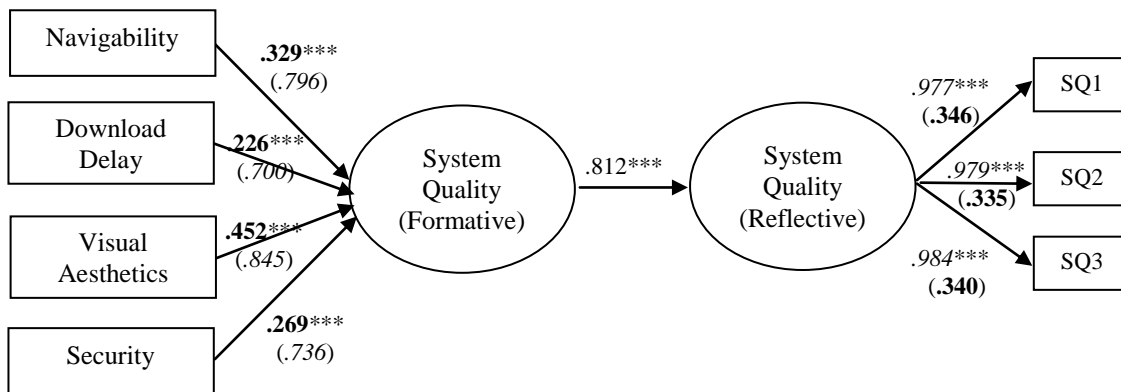 Navigability
.329***
(.796)
Download
Delay
.226***
(.700)
Visual
Aesthetics
.452***
(.845)
Security
.269***
(.736)
System
Quality
(Formative)
.812***
System
Quality
(Reflective)
.977***
(.346)
SQ1
.979***
(.335)
SQ2
.984***
(.340)
SQ3